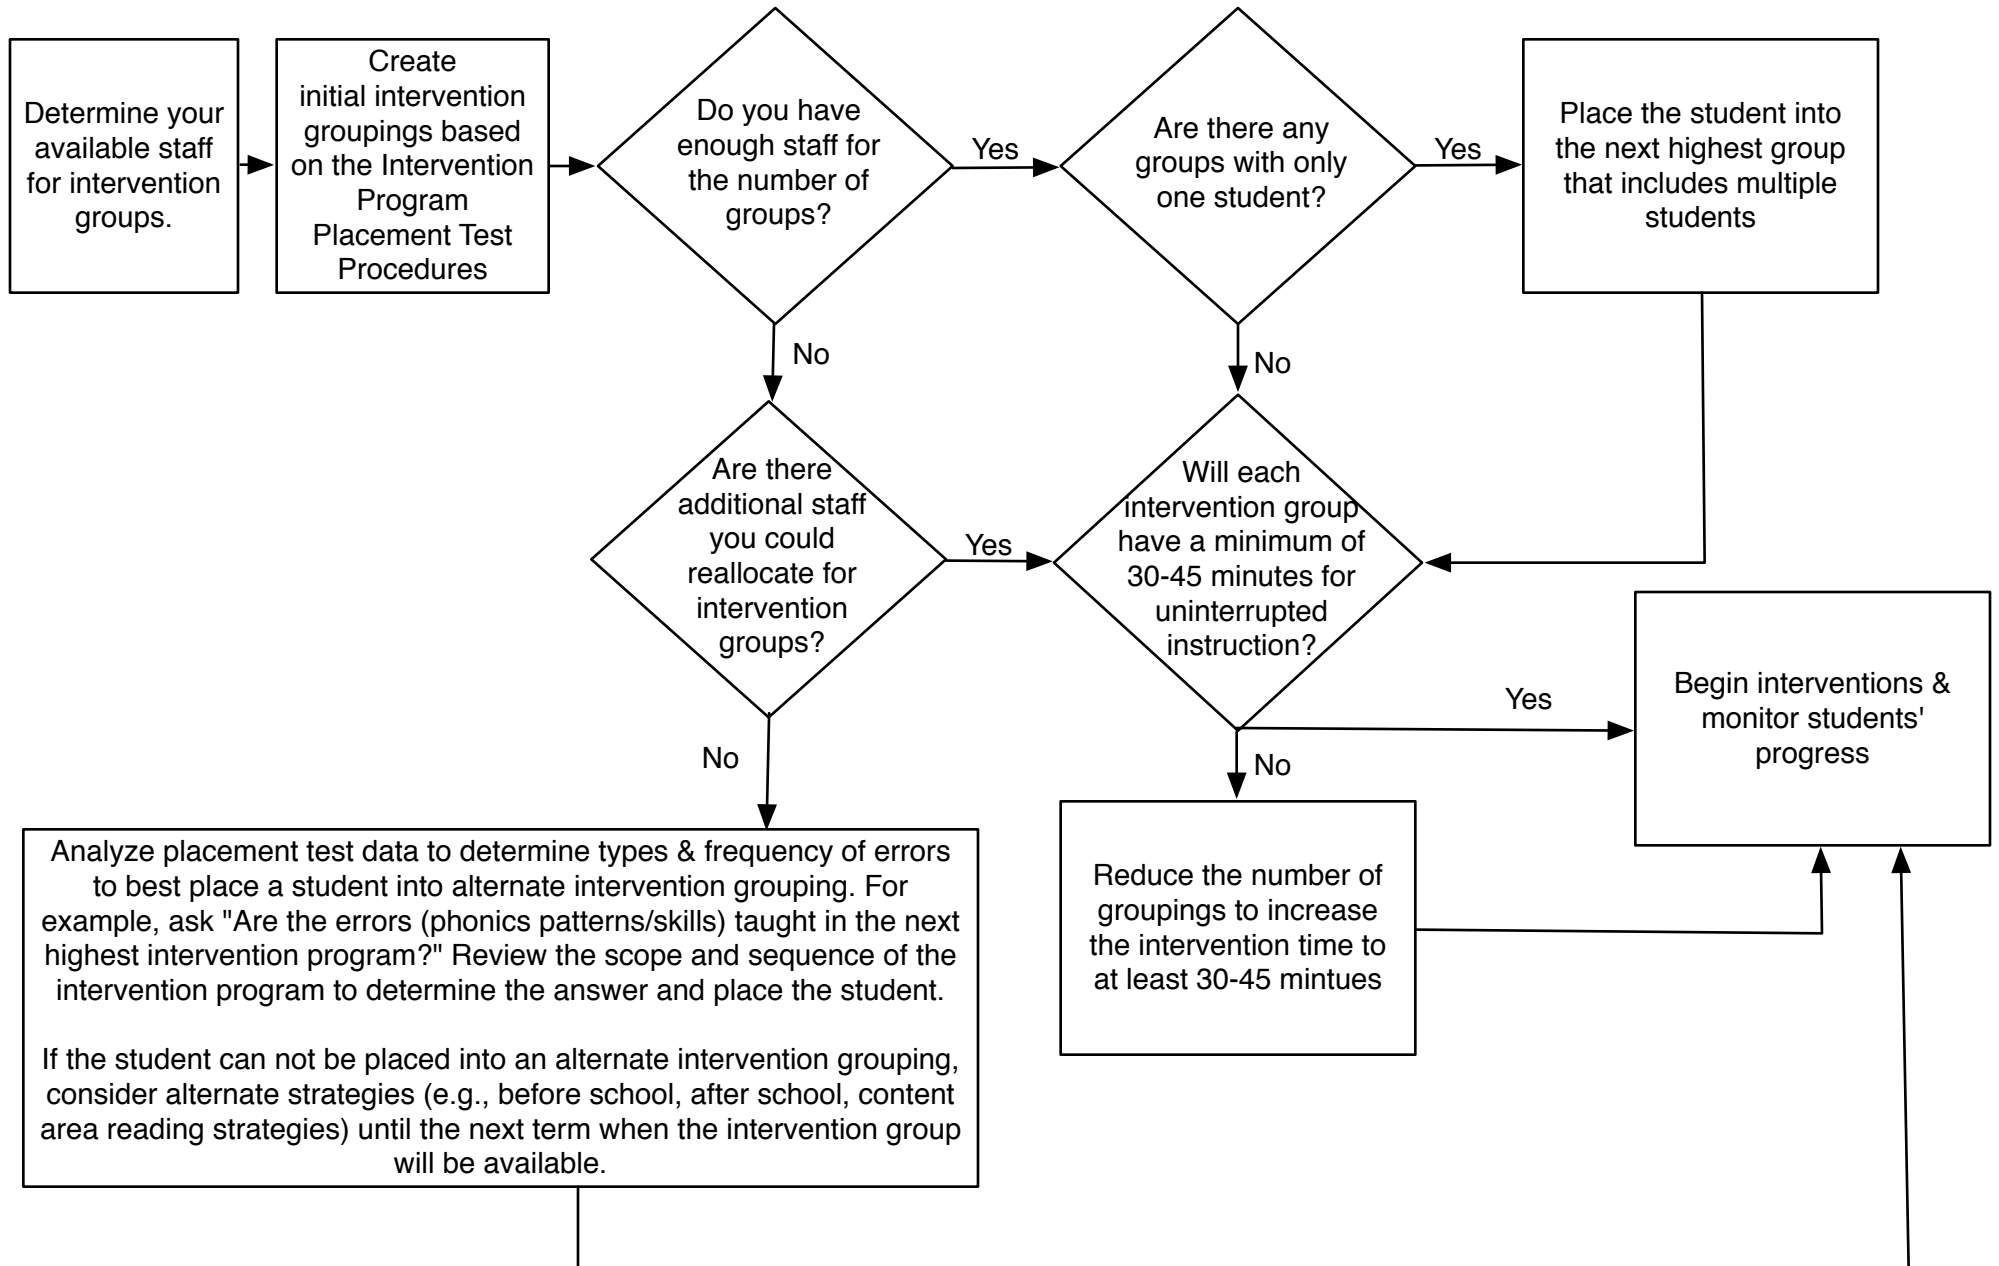 Determine your
available staff
for intervention
groups.
Create
initial intervention
groupings based
on the Intervention
Program
Placement Test
Procedures
Do you have
enough staff for
the number of
groups?
Yes
Are there any
groups with only
one student?
Yes
Place the student into
the next highest group
that includes multiple
students
No
No
Are there
additional staff
you could
reallocate for
intervention
groups?
Yes
Will each
intervention group
have a minimum of
30-45 minutes for
uninterrupted
instruction?
Yes
Begin interventions &
monitor students'
progress
No
No
Analyze placement test data to determine types & frequency of errors
to best place a student into alternate intervention grouping. For
example, ask "Are the errors (phonics patterns/skills) taught in the next
highest intervention program?" Review the scope and sequence of the
intervention program to determine the answer and place the student.
If the student can not be placed into an alternate intervention grouping,
consider alternate strategies (e.g., before school, after school, content
area reading strategies) until the next term when the intervention group
will be available.
Reduce the number of
groupings to increase
the intervention time to
at least 30-45 mintues